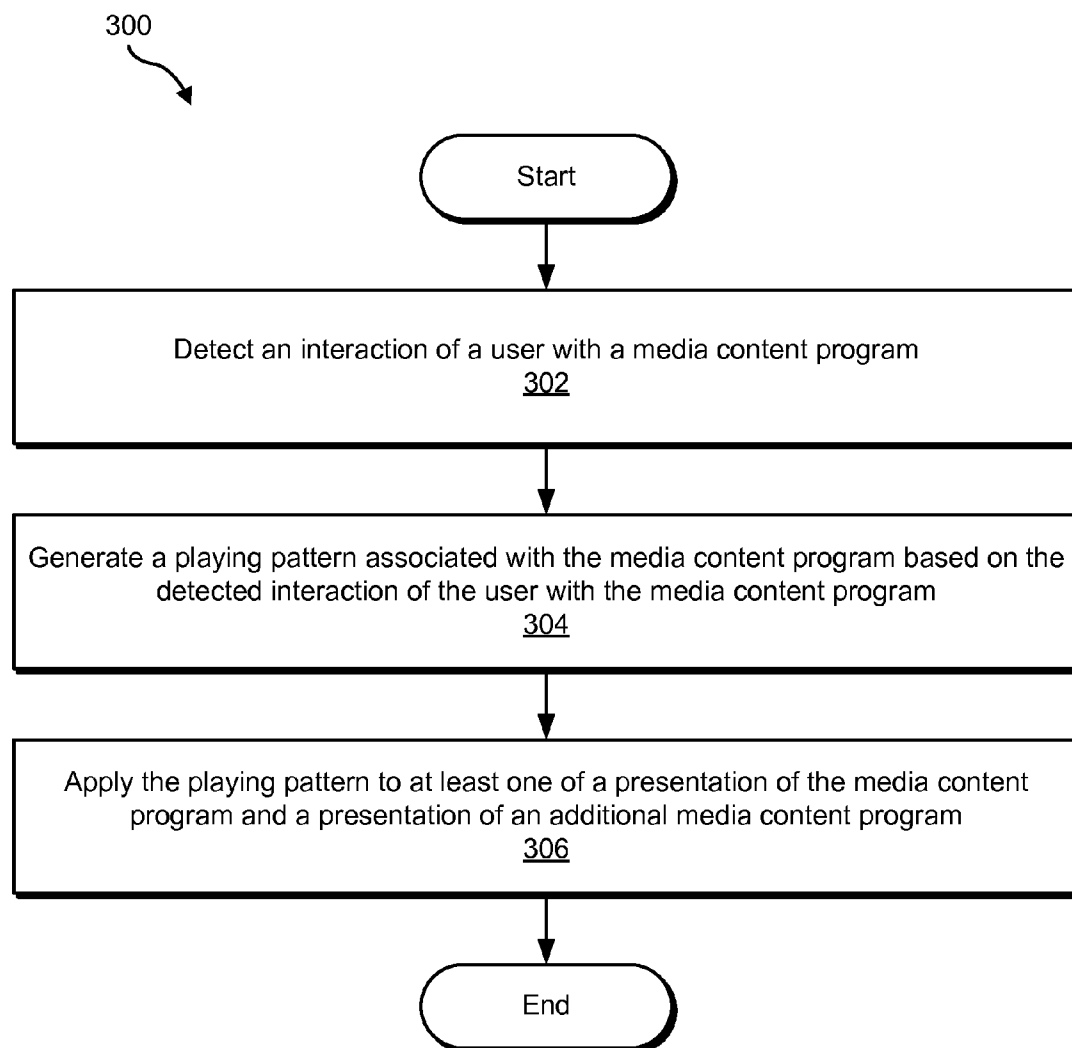 300
Start
Detect an interaction of a user with a media content program
302
Generate a playing pattern associated with the media content program based on the
detected interaction of the user with the media content program
304
Apply the playing pattern to at least one of a presentation of the media content
program and a presentation of an additional media content program
306
End